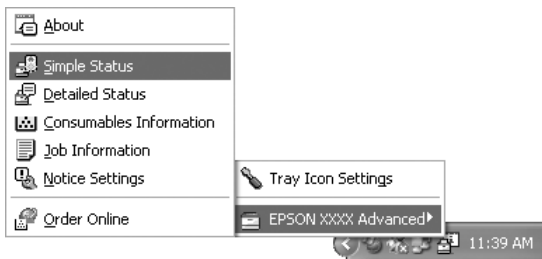 About
Simple Status
Detailed Status
Consumables Information
Job Information
Notice Settings
Order Online
Tray Icon Settings
EPSON XXXX Advanced
11:39 AM